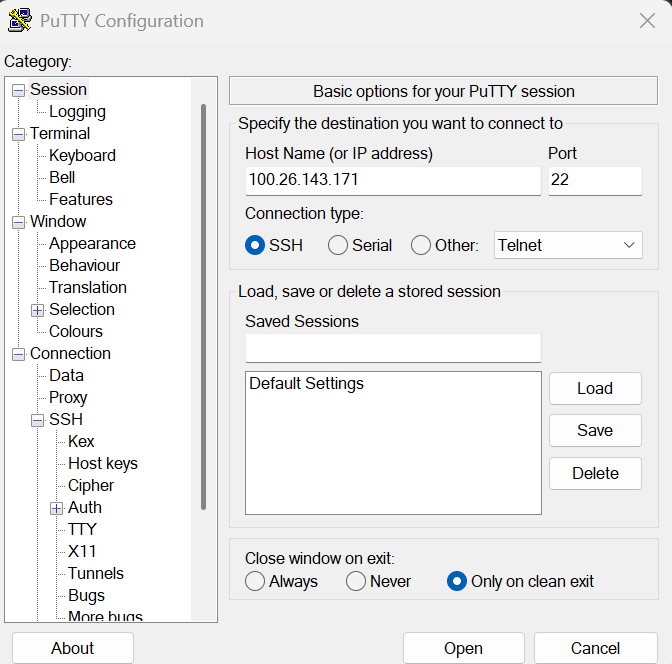 PuTTY Configuration
Category:
Session
Logging
Terminal
Keyboard
Bell
Features
Window
Appearance
Behaviour
Translation
Selection
Colours
Connection
Data
Proxy
SSH
Kex
Host keys
Cipher
Auth
TTY
X11
Tunnels
Bugs
More bugs
Basic options for your PuTTY session
Specify the destination you want to connect to
Host Name (or IP address) Port
100.26.143.171 22
Connection type:
SSH Serial Other: Telnet
Load, save or delete a stored session
Saved Sessions
Default Settings
Load
Save
Delete
Close window on exit:
Always Never Only on clean exit
About Open Cancel